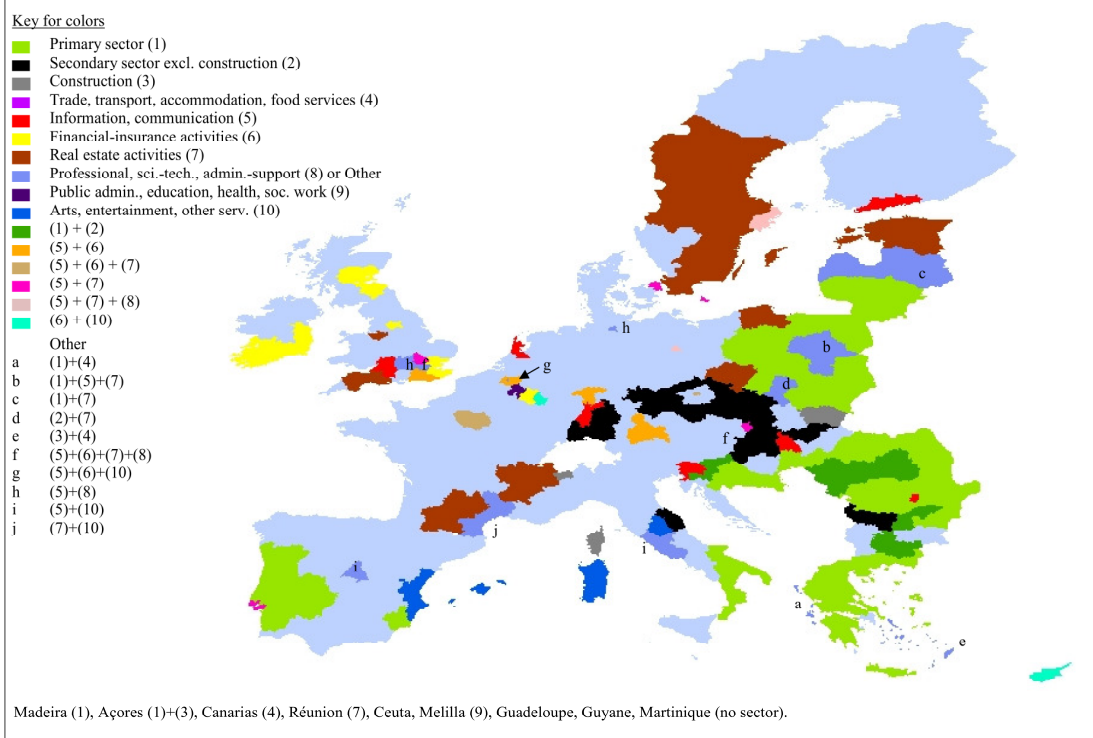 Key for colors
Primary sector (1)
Secondary sector excl. construction (2)
Construction (3)
Trade, transport, accommodation, food services (4)
Information, communication (5)
Financial-insurance activities (6)
Real estate activities (7)
Professional, sci.-tech., admin.-support (8) or Other
Public admin., education, health, soc. work (9)
Arts, entertainment, other serv. (10)
(1) + (2)
(5) + (6)
(5) + (6) + (7)
(5) + (7)
(5) + (7) + (8)
(6) + (10)
Other
a (1)+(4)
b (1)+(5)+(7)
c (1)+(7)
d (2)+(7)
e (3)+(4)
f (5)+(6)+(7)+(8)
g (5)+(6)+(10)
h (5)+(8)
i (5)+(10)
j (7)+(10)
c
h
b
h f
g
d
f
j
i
i
a
e
Madeira (1), Açores (1)+(3), Canarias (4), Réunion (7), Ceuta, Melilla (9), Guadeloupe, Guyane, Martinique (no sector).